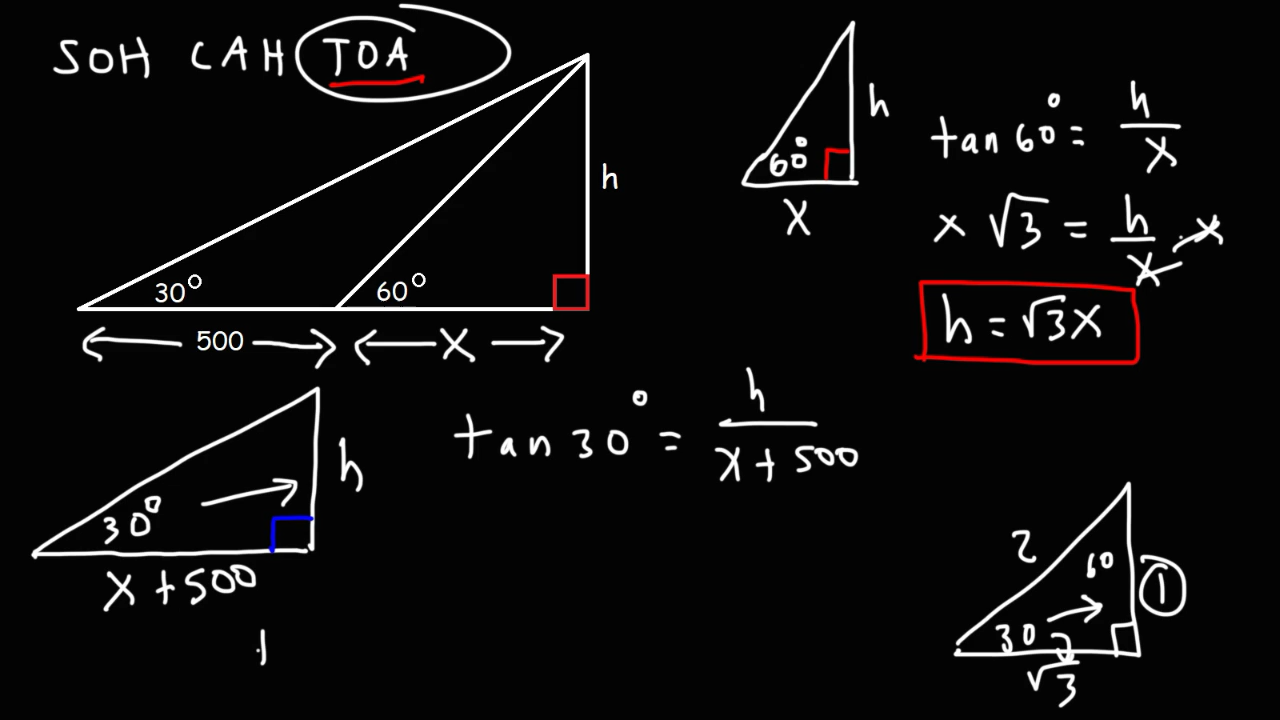 SOH CAH TOA
h
30° 60°
500 x
60° h
x
tan 60° = h/x
x √3 = h/x · x
h = √3x
30° h
x + 500
tan 30° = h/(x + 500)
2 60 1
30
√3
1